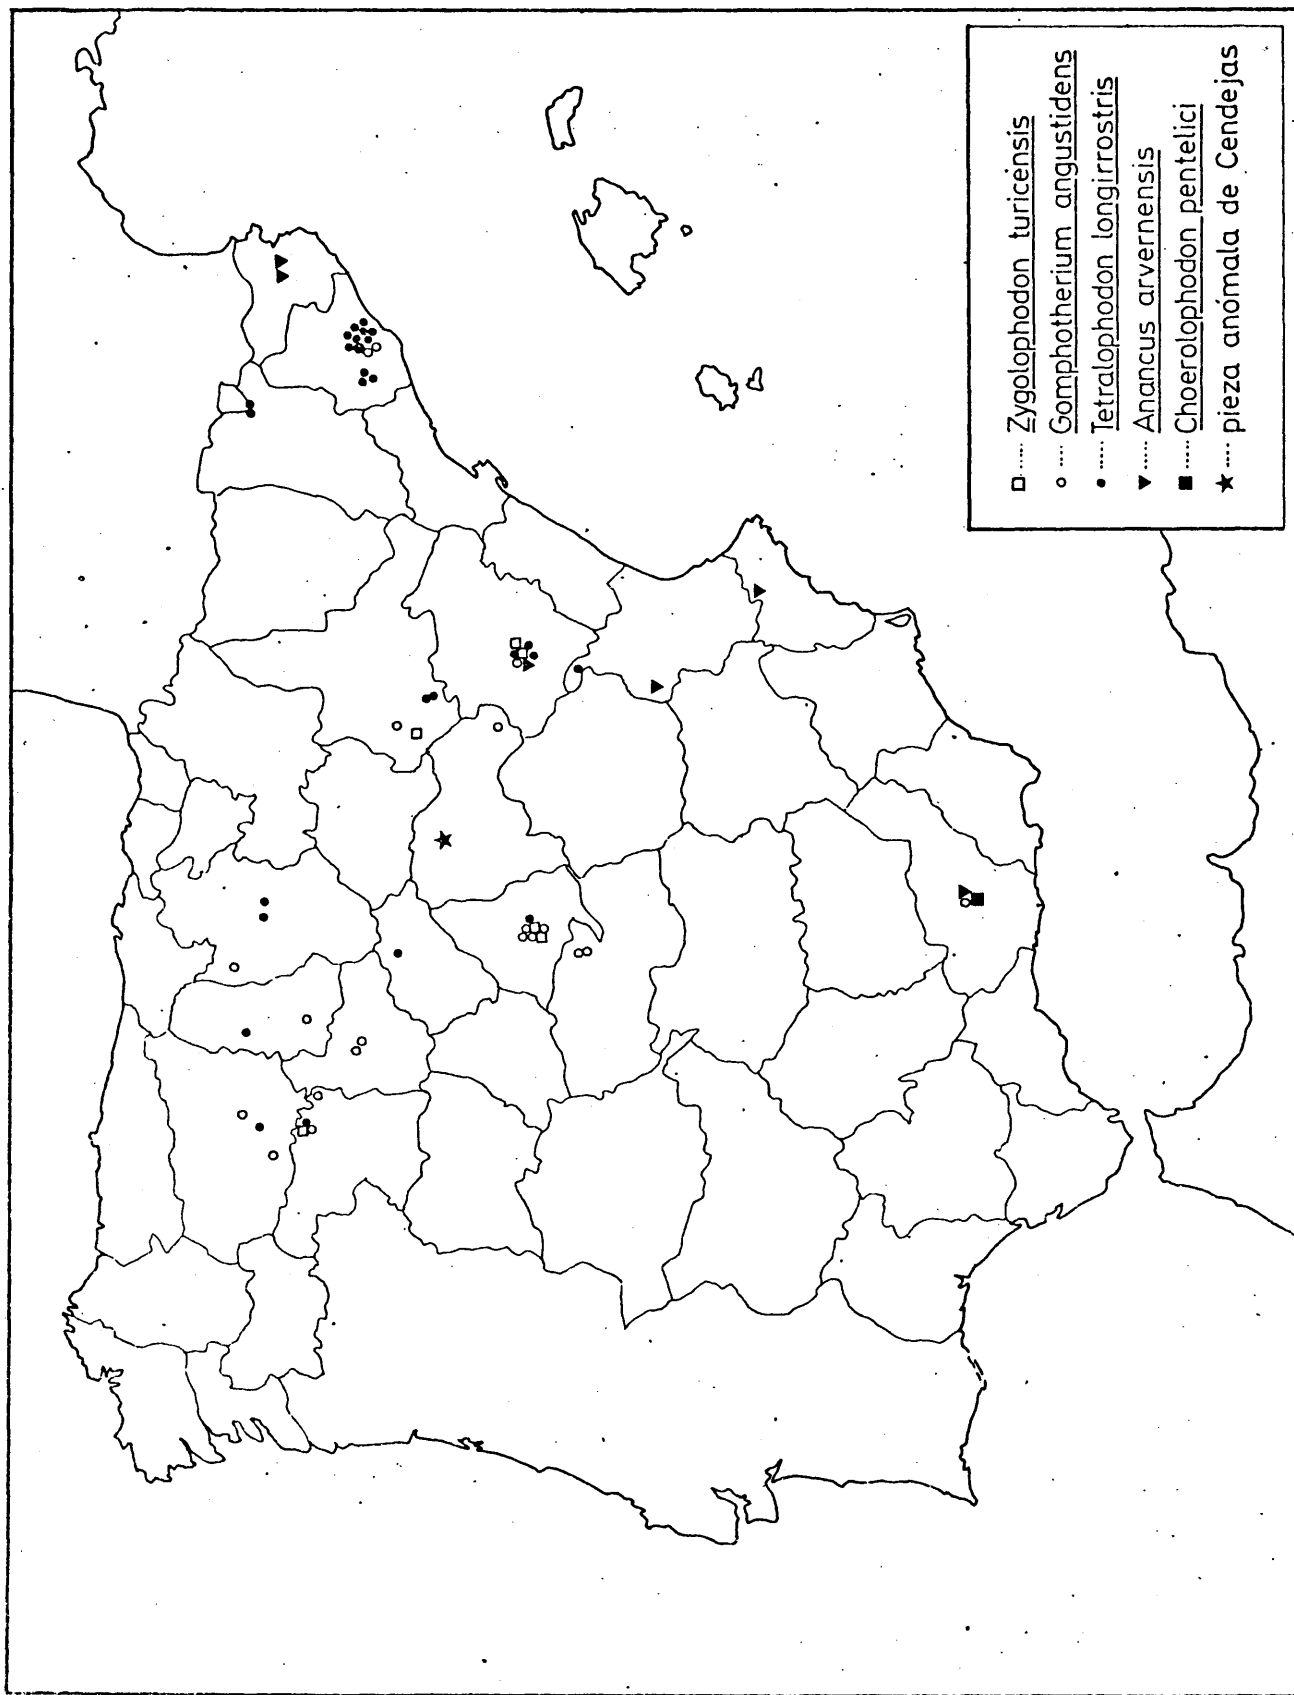 Zygolophodon turicensis
Gomphotherium angustidens
Tetralophodon longirrostris
Anancus arvernensis
Choerolophodon pentelici
pieza anómala de Cendejas